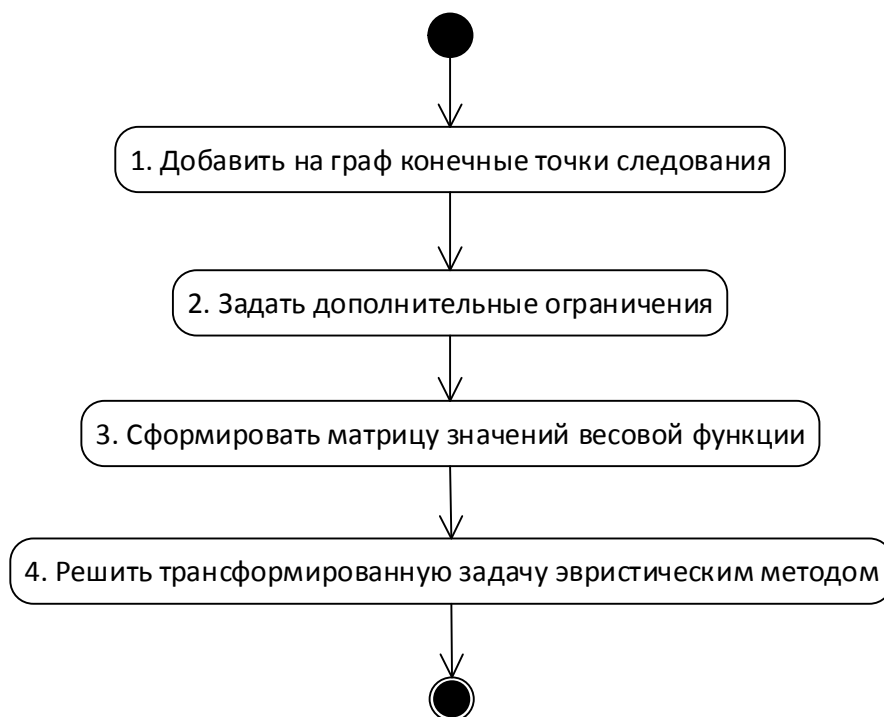 1. Добавить на граф конечные точки следования
2. Задать дополнительные ограничения
3. Сформировать матрицу значений весовой функции
4. Решить трансформированную задачу эвристическим методом